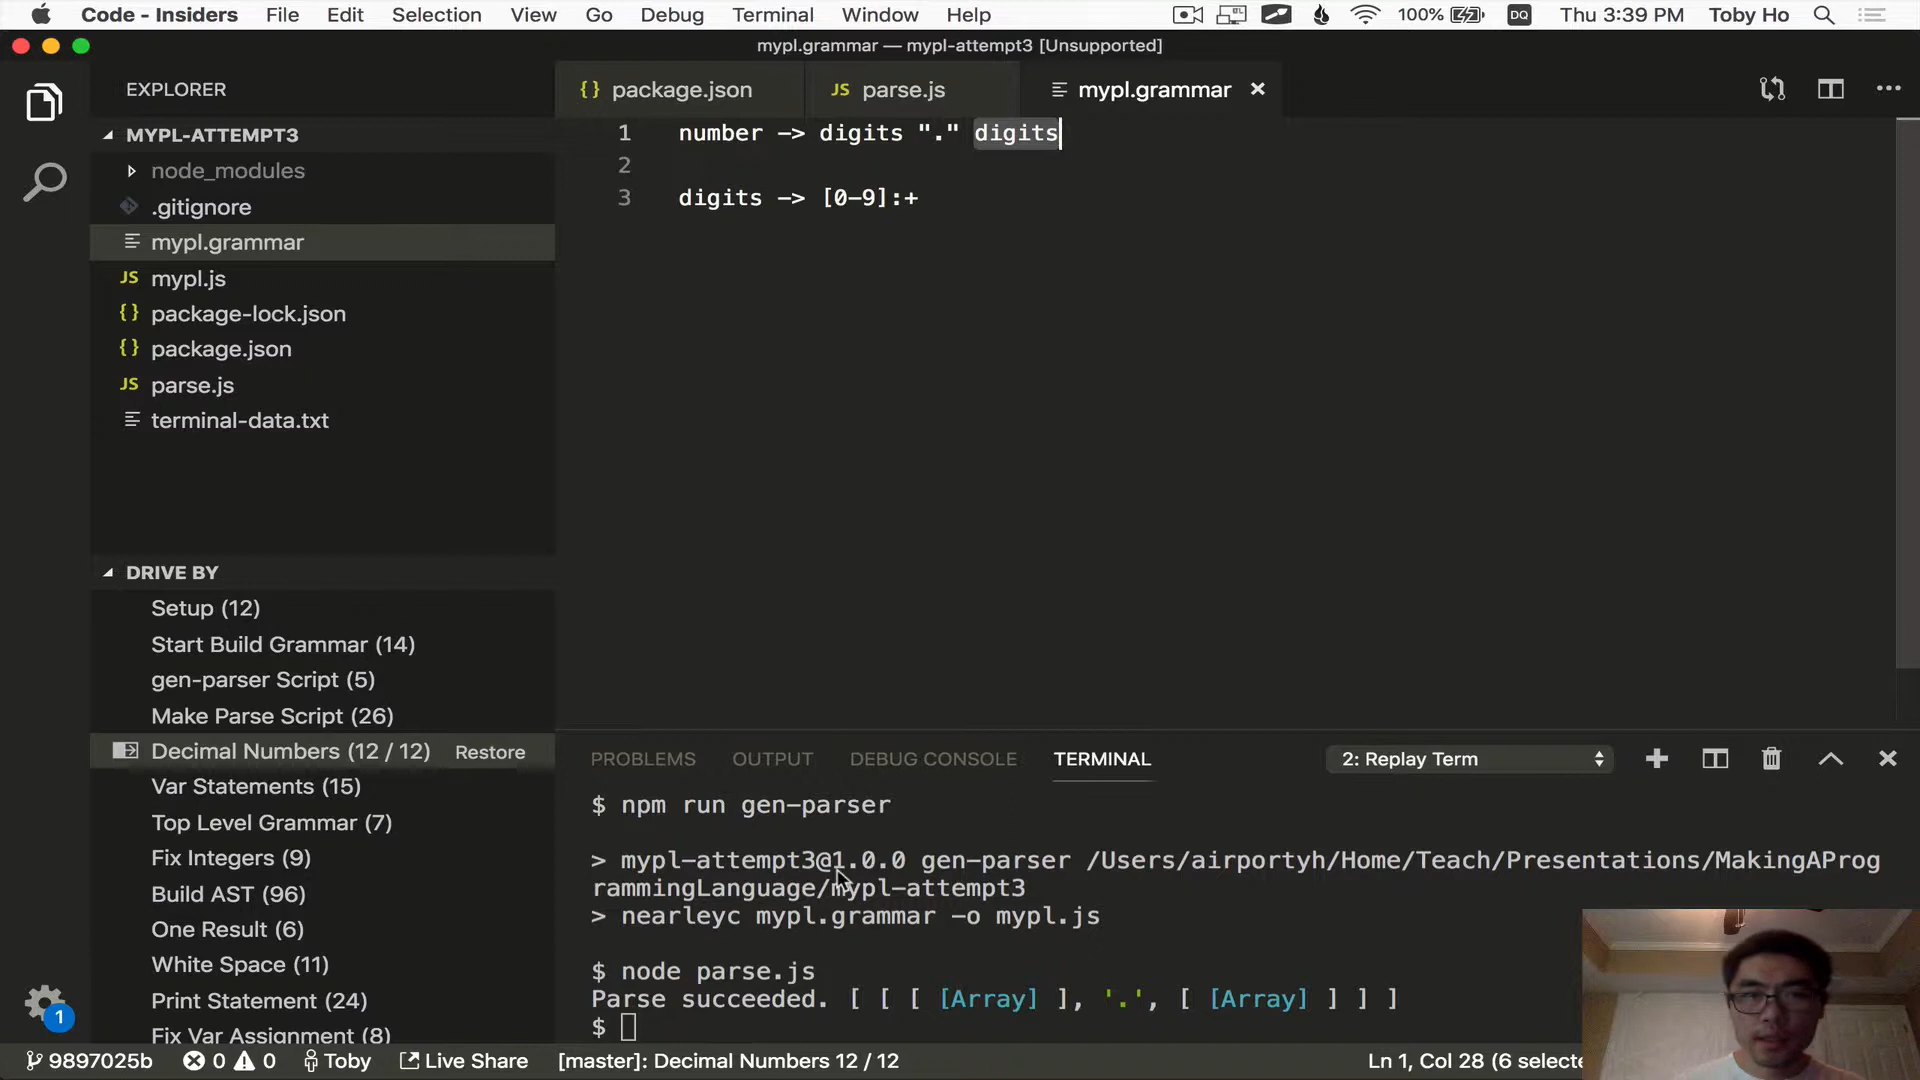 Code - Insiders File Edit Selection View Go Debug Terminal Window Help 100% DQ Thu 3:39 PM Toby Ho
mypl.grammar — mypl-attempt3 [Unsupported]
EXPLORER
{} package.json JS parse.js mypl.grammar
MYPL-ATTEMPT3
node_modules
.gitignore
mypl.grammar
JS mypl.js
{} package-lock.json
{} package.json
JS parse.js
terminal-data.txt
1 number -> digits "." digits
2
3 digits -> [0-9]:+
DRIVE BY
Setup (12)
Start Build Grammar (14)
gen-parser Script (5)
Make Parse Script (26)
Decimal Numbers (12 / 12) Restore
Var Statements (15)
Top Level Grammar (7)
Fix Integers (9)
Build AST (96)
One Result (6)
White Space (11)
Print Statement (24)
Fix Var Assignment (8)
1
PROBLEMS OUTPUT DEBUG CONSOLE TERMINAL 2: Replay Term
$ npm run gen-parser
> mypl-attempt3@1.0.0 gen-parser /Users/airportyh/Home/Teach/Presentations/MakingAProg
rammingLanguage/mypl-attempt3
> nearleyc mypl.grammar -o mypl.js
$ node parse.js
Parse succeeded. [ [ [ [Array] ], '.', [ [Array] ] ] ]
$
9897025b 0 0 Toby Live Share [master]: Decimal Numbers 12 / 12 Ln 1, Col 28 (6 selecte